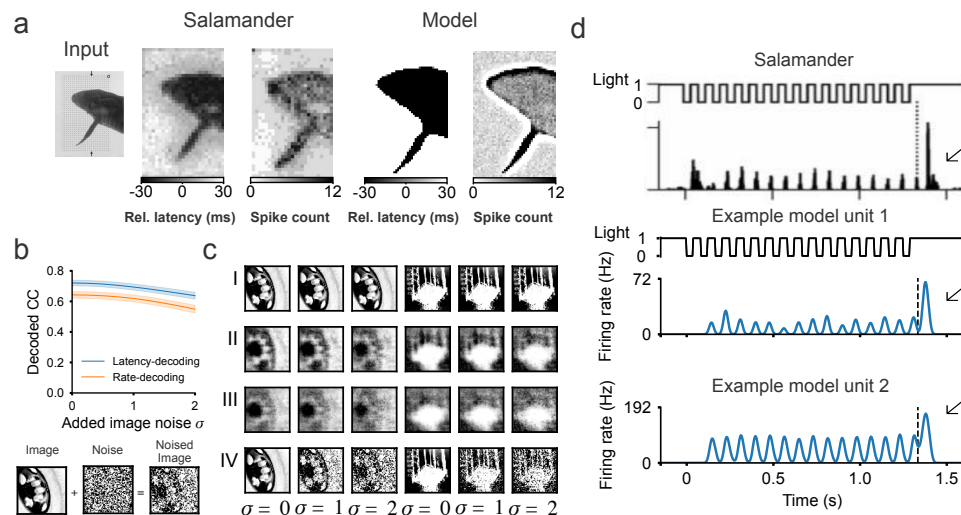 a
Salamander
Model
Input
-30 0 30
0 12
-30 0 30
0 12
Rel. latency (ms)
Spike count
Rel. latency (ms)
Spike count
b
0.8
0.6
0.4
0.2
0.0
Decoded CC
Latency-decoding
Rate-decoding
0 1 2
Added image noise σ
Image
Noise
Noised
Image
+
=
c
I
II
III
IV
σ = 0 σ = 1 σ = 2 σ = 0 σ = 1 σ = 2
d
Salamander
Light 1
0
Example model unit 1
Light 1
0
Firing rate (Hz)
72
0
Example model unit 2
Firing rate (Hz)
192
0
0 0.5 1.0 1.5
Time (s)